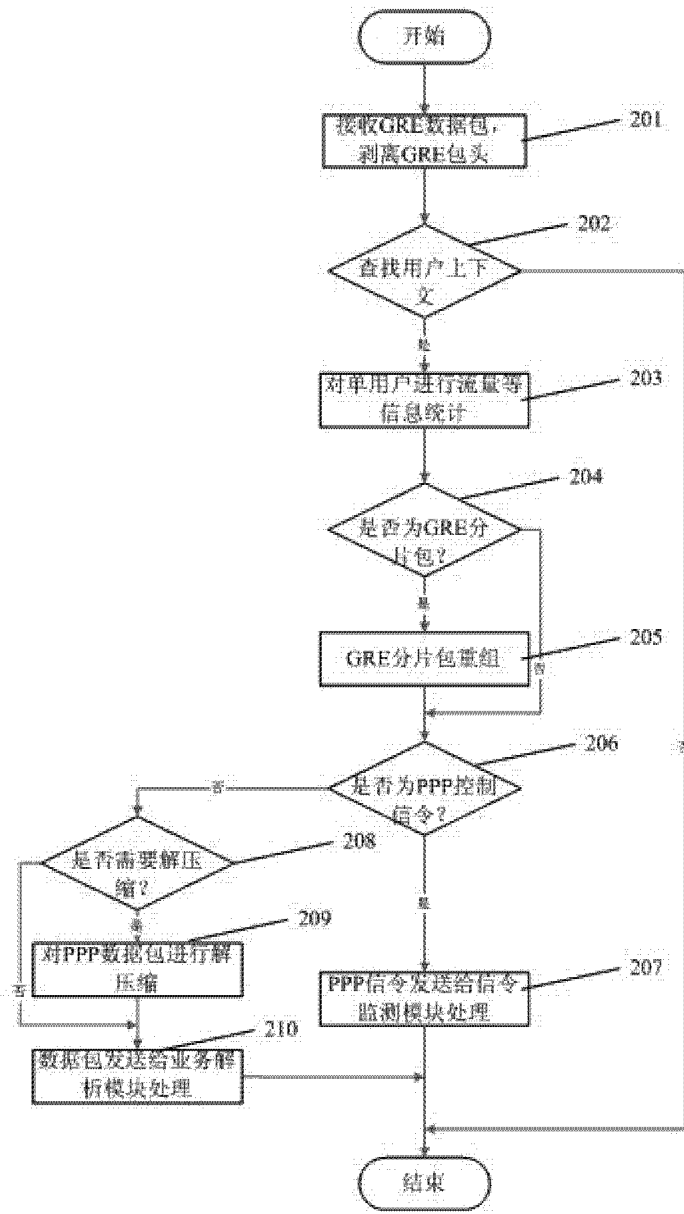 开始
接收GRE数据包，
剥离GRE包头
201
202
查找用户上下
文
是
对单用户进行流量等
信息统计
203
204
是否为GRE分
片包？
是
GRE分片包重组
205
否
否
206
是否为PPP控制
信令？
否
是否需要解压
缩？
208
是
是
209
对PPP数据包进行解
压缩
否
PPP信令发送给信令
监测模块处理
207
210
数据包发送给业务解
析模块处理
结束